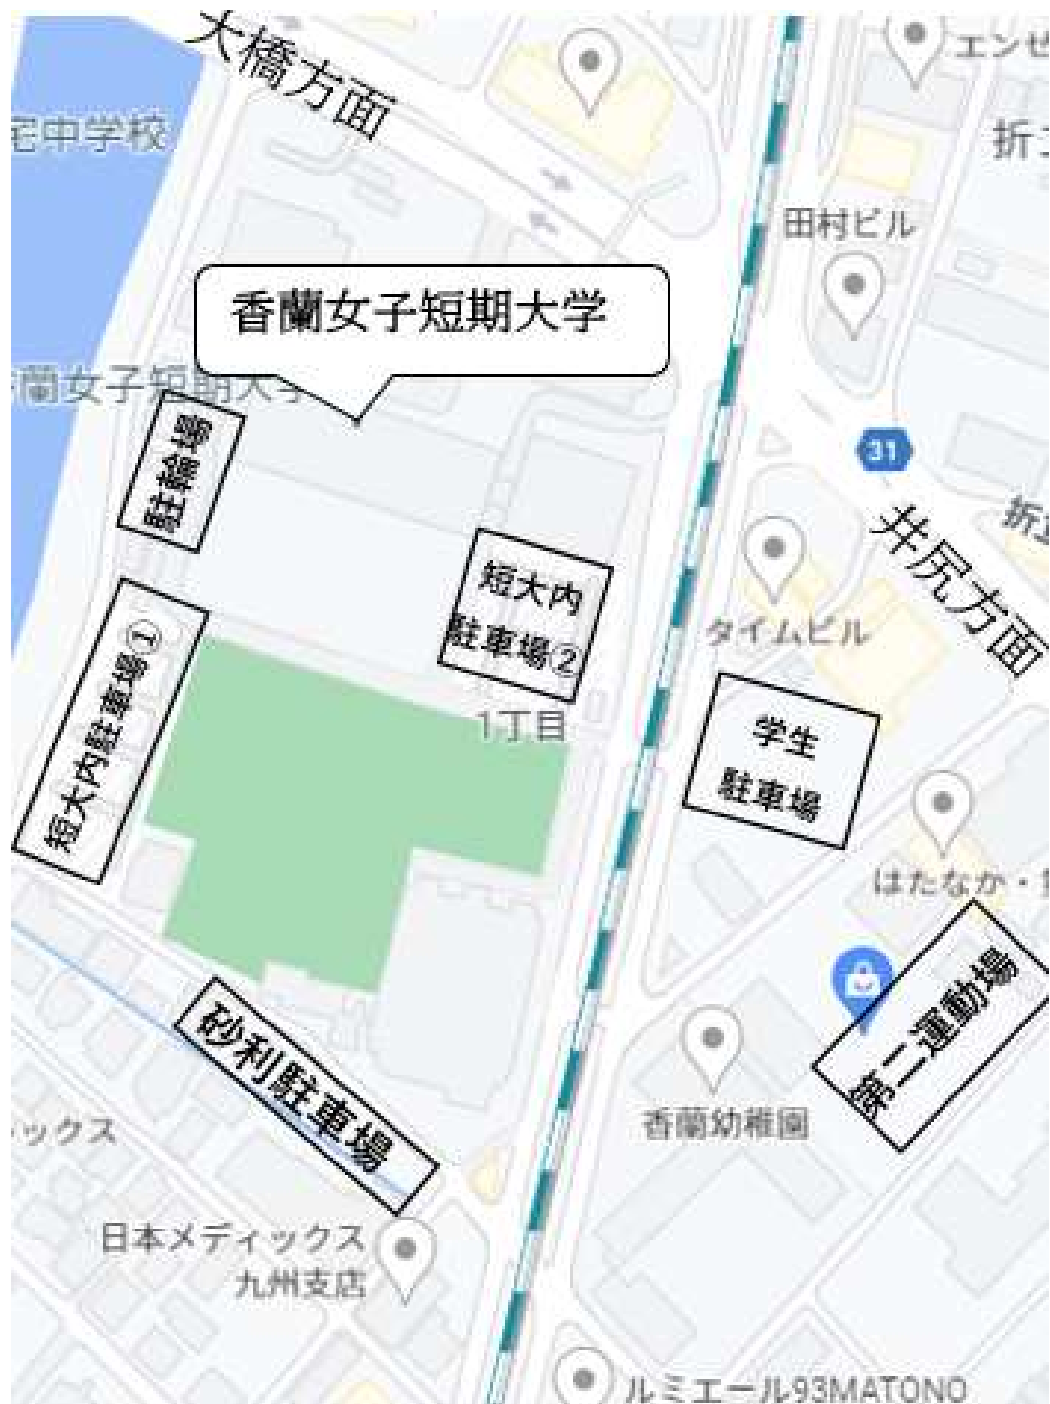 大橋方面
エンゼ
宅中学校
折
田村ビル
香蘭女子短期大学
蘭女子短期大学
駐輪場
31
折立
井尻方面
短大内
駐車場②
タイムビル
短大内駐車場①
1丁目
学生
駐車場
はたなか・
第二運動場
砂利駐車場
香蘭幼稚園
ックス
日本メディックス
九州支店
ルミエール93MATONO